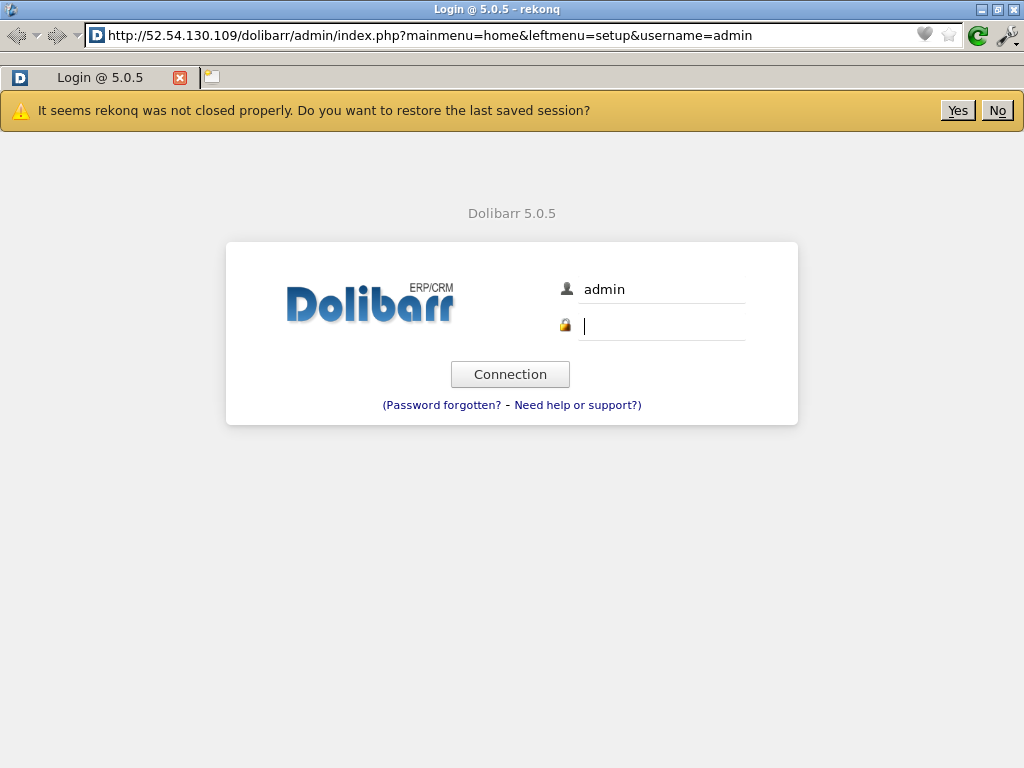 Login @ 5.0.5 – rekonq
http://52.54.130.109/dolibarr/admin/index.php?mainmenu=home&leftmenu=setup&username=admin
Login @ 5.0.5
It seems rekonq was not closed properly. Do you want to restore the last saved session?
Yes
No
Dolibarr 5.0.5
ERP/CRM
Dolibarr
admin
Connection
(Password forgotten? - Need help or support?)